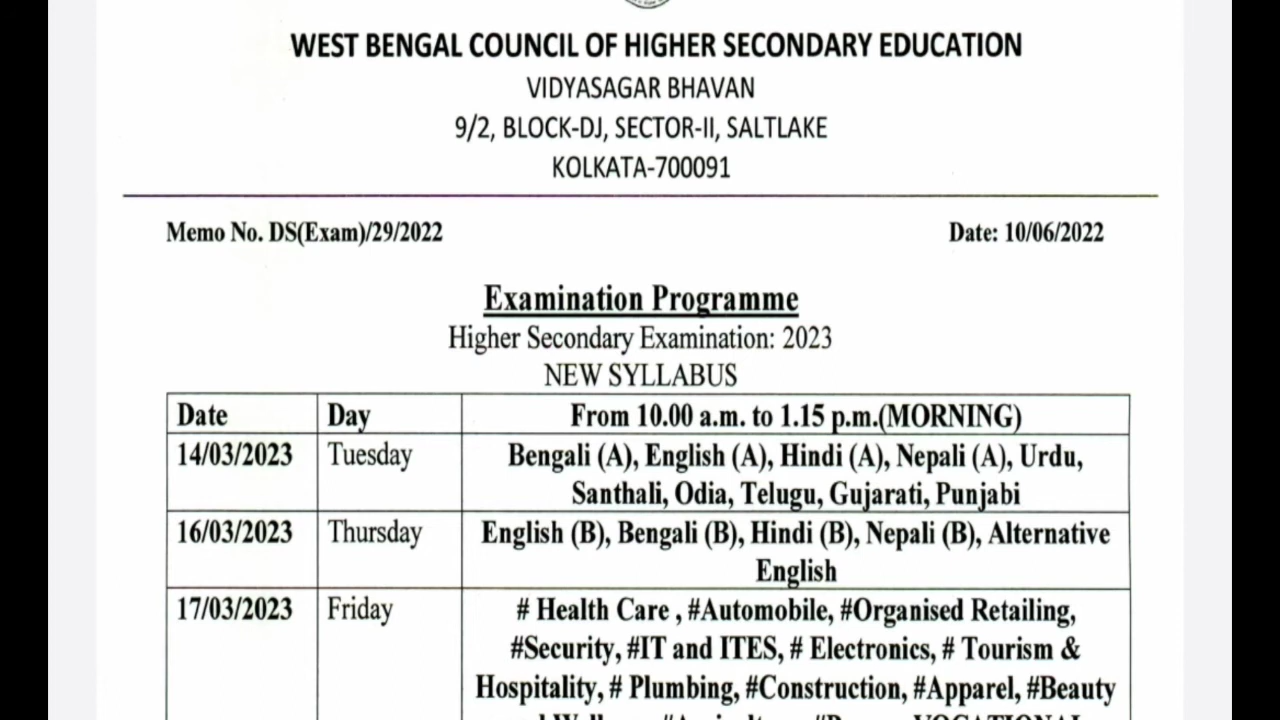 WEST BENGAL COUNCIL OF HIGHER SECONDARY EDUCATION
VIDYASAGAR BHAVAN
9/2, BLOCK-DJ, SECTOR-II, SALTLAKE
KOLKATA-700091
Memo No. DS(Exam)/29/2022 Date: 10/06/2022
Examination Programme
Higher Secondary Examination: 2023
NEW SYLLABUS
Date Day From 10.00 a.m. to 1.15 p.m.(MORNING)
14/03/2023 Tuesday Bengali (A), English (A), Hindi (A), Nepali (A), Urdu,
Santhali, Odia, Telugu, Gujarati, Punjabi
16/03/2023 Thursday English (B), Bengali (B), Hindi (B), Nepali (B), Alternative
English
17/03/2023 Friday # Health Care , #Automobile, #Organised Retailing,
#Security, #IT and ITES, # Electronics, # Tourism &
Hospitality, # Plumbing, #Construction, #Apparel, #Beauty